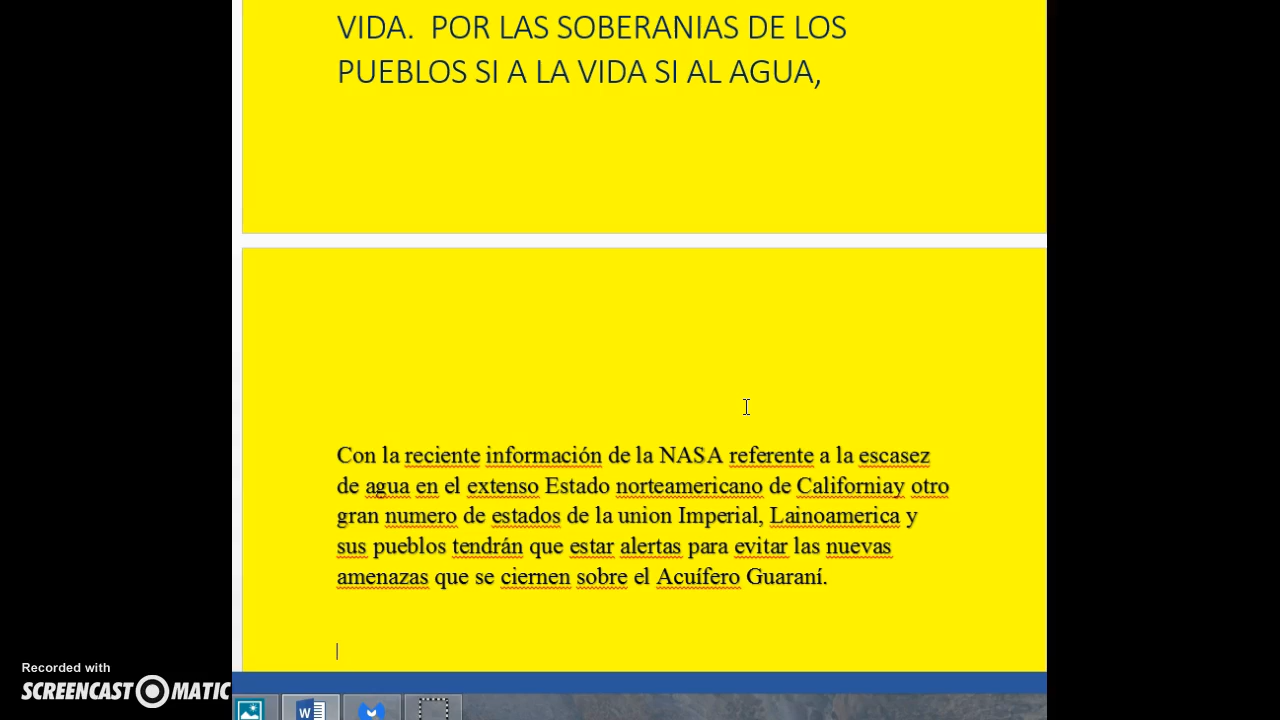 VIDA. POR LAS SOBERANIAS DE LOS
PUEBLOS SI A LA VIDA SI AL AGUA,
Con la reciente información de la NASA referente a la escasez
de agua en el extenso Estado norteamericano de Californiay otro
gran numero de estados de la union Imperial, Lainoamerica y
sus pueblos tendrán que estar alertas para evitar las nuevas
amenazas que se ciernen sobre el Acuífero Guaraní.
Recorded with
SCREENCAST O MATIC
W